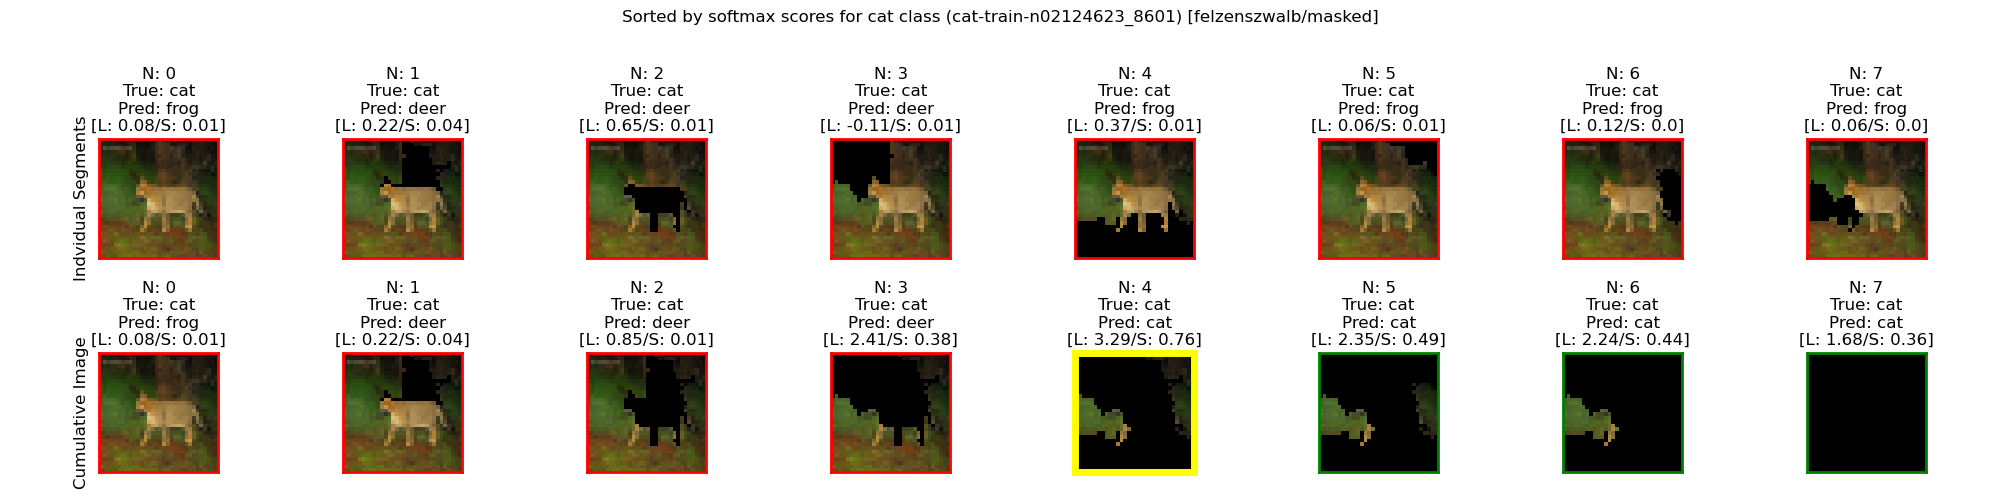 Sorted by softmax scores for cat class (cat-train-n02124623_8601) [felzenszwalb/masked]
Indvidual Segments
N: 0
True: cat
Pred: frog
[L: 0.08/S: 0.01]
N: 1
True: cat
Pred: deer
[L: 0.22/S: 0.04]
N: 2
True: cat
Pred: deer
[L: 0.65/S: 0.01]
N: 3
True: cat
Pred: deer
[L: -0.11/S: 0.01]
N: 4
True: cat
Pred: frog
[L: 0.37/S: 0.01]
N: 5
True: cat
Pred: frog
[L: 0.06/S: 0.01]
N: 6
True: cat
Pred: frog
[L: 0.12/S: 0.0]
N: 7
True: cat
Pred: frog
[L: 0.06/S: 0.0]
Cumulative Image
N: 0
True: cat
Pred: frog
[L: 0.08/S: 0.01]
N: 1
True: cat
Pred: deer
[L: 0.22/S: 0.04]
N: 2
True: cat
Pred: deer
[L: 0.85/S: 0.01]
N: 3
True: cat
Pred: deer
[L: 2.41/S: 0.38]
N: 4
True: cat
Pred: cat
[L: 3.29/S: 0.76]
N: 5
True: cat
Pred: cat
[L: 2.35/S: 0.49]
N: 6
True: cat
Pred: cat
[L: 2.24/S: 0.44]
N: 7
True: cat
Pred: cat
[L: 1.68/S: 0.36]